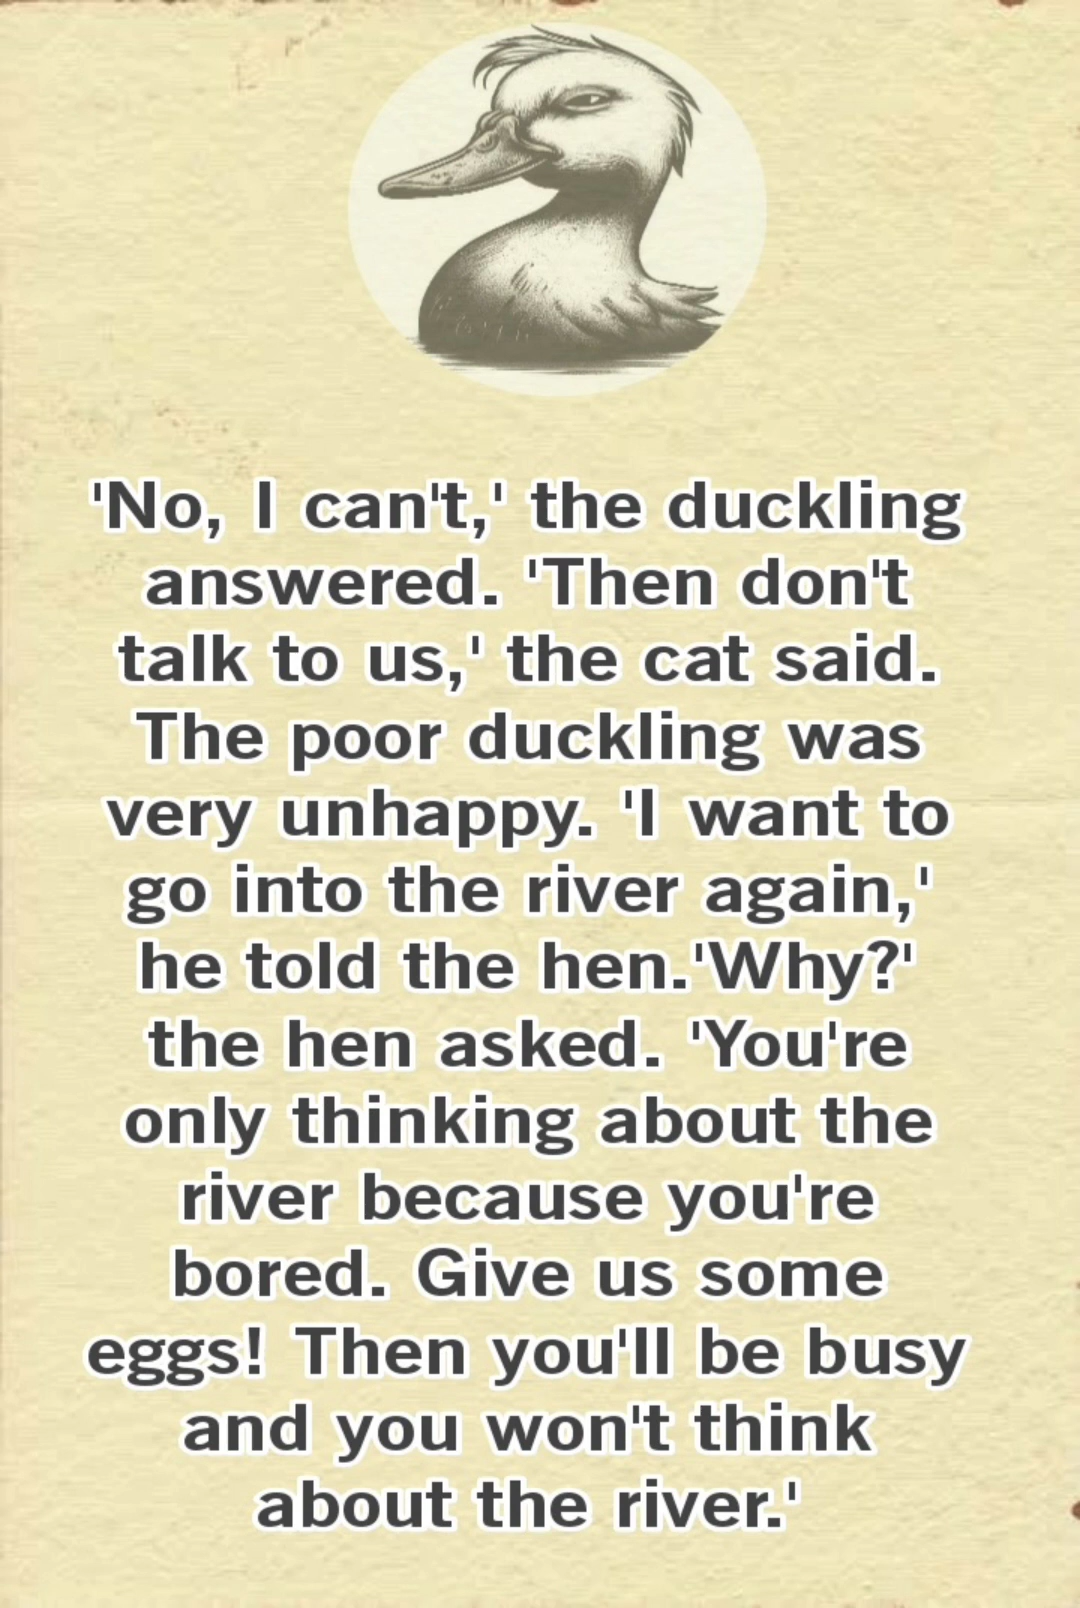 'No, I can't,' the duckling
answered. 'Then don't
talk to us,' the cat said.
The poor duckling was
very unhappy. 'I want to
go into the river again,'
he told the hen.'Why?'
the hen asked. 'You're
only thinking about the
river because you're
bored. Give us some
eggs! Then you'll be busy
and you won't think
about the river.'